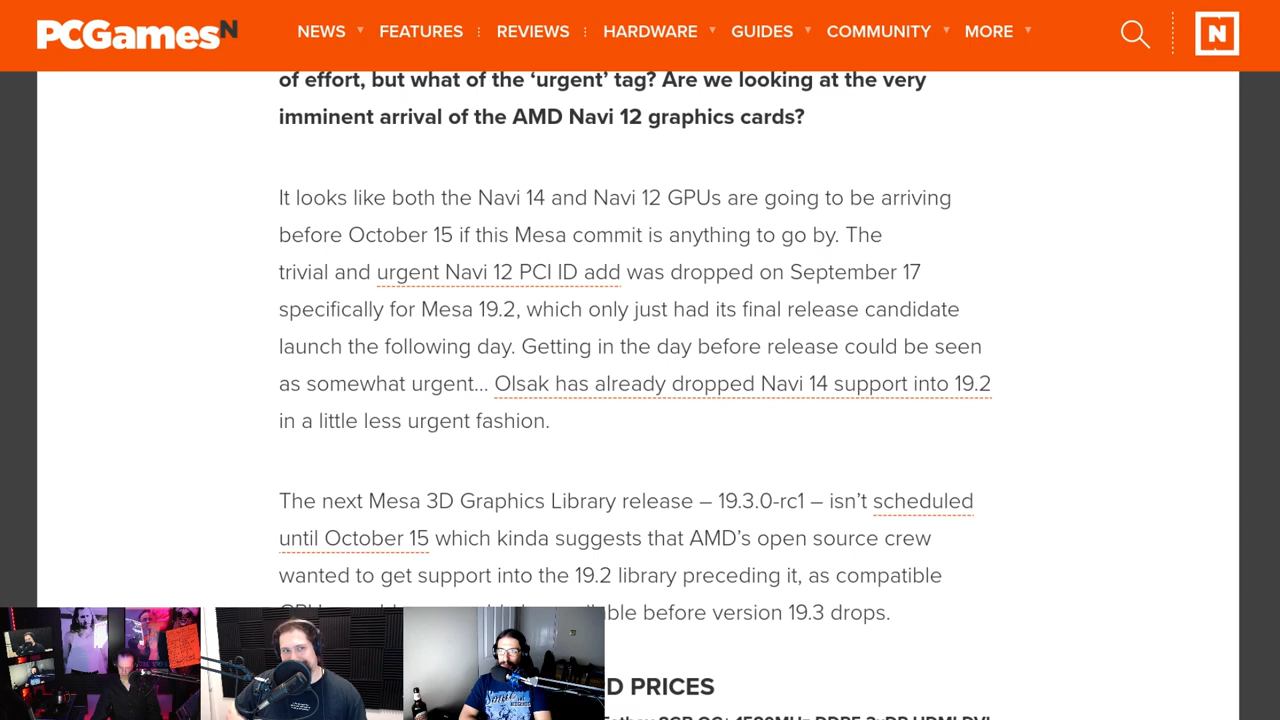 PCGamesN
NEWS FEATURES REVIEWS HARDWARE GUIDES COMMUNITY MORE
N
of effort, but what of the ‘urgent’ tag? Are we looking at the very
imminent arrival of the AMD Navi 12 graphics cards?
It looks like both the Navi 14 and Navi 12 GPUs are going to be arriving
before October 15 if this Mesa commit is anything to go by. The
trivial and urgent Navi 12 PCI ID add was dropped on September 17
specifically for Mesa 19.2, which only just had its final release candidate
launch the following day. Getting in the day before release could be seen
as somewhat urgent… Olsak has already dropped Navi 14 support into 19.2
in a little less urgent fashion.
The next Mesa 3D Graphics Library release – 19.3.0-rc1 – isn’t scheduled
until October 15 which kinda suggests that AMD’s open source crew
wanted to get support into the 19.2 library preceding it, as compatible
before version 19.3 drops.
D PRICES